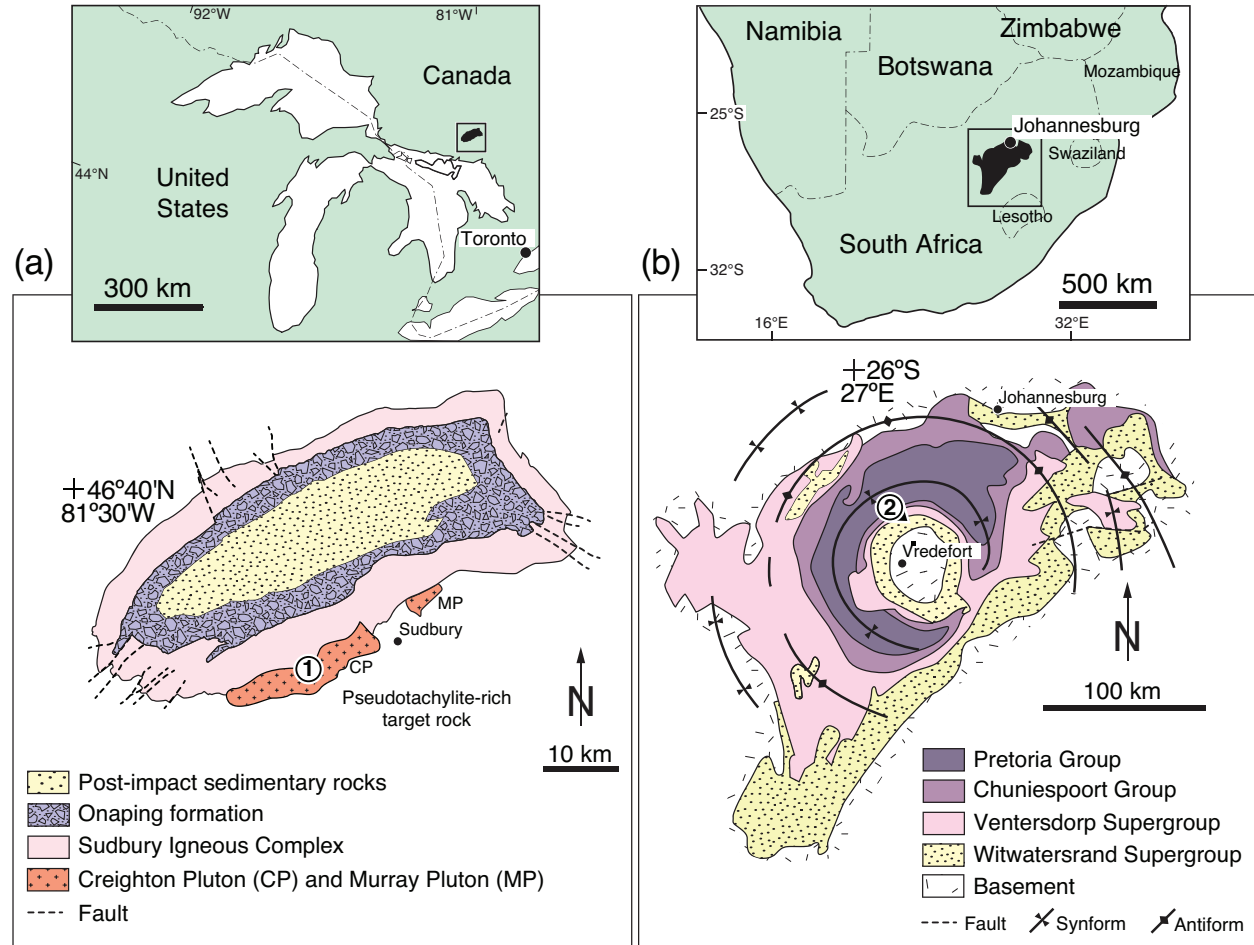 92°W
81°W
Canada
44°N
United
States
Toronto
(a)
300 km
46°40'N
81°30'W
MP
Sudbury
1
CP
Pseudotachylite-rich
target rock
N
10 km
Post-impact sedimentary rocks
Onaping formation
Sudbury Igneous Complex
Creighton Pluton (CP) and Murray Pluton (MP)
Fault
Namibia
Zimbabwe
Botswana
Mozambique
25°S
Johannesburg
Swaziland
Lesotho
South Africa
(b)
32°S
500 km
16°E
32°E
26°S
27°E
Johannesburg
2
Vredefort
N
100 km
Pretoria Group
Chuniespoort Group
Ventersdorp Supergroup
Witwatersrand Supergroup
Basement
Fault
Synform
Antiform